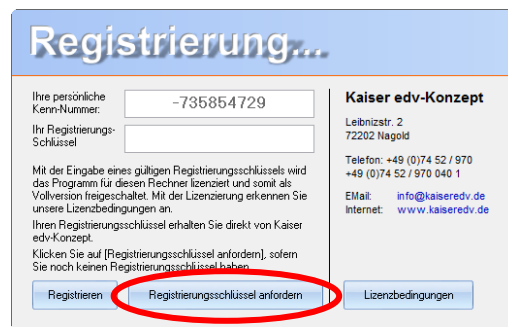 Registrierung...
Ihre persönliche
Kenn-Nummer:
-735854729
Ihr Registrierungs-
Schlüssel
Mit der Eingabe eines gültigen Registrierungsschlüssels wird
das Programm für diesen Rechner lizenziert und somit als
Vollversion freigeschaltet. Mit der Lizenzierung erkennen Sie
unsere Lizenzbedingungen an.
Ihren Registrierungsschlüssel erhalten Sie direkt von Kaiser
edv-Konzept.
Klicken Sie auf [Registrierungsschlüssel anfordern], sofern
Sie noch keinen Registrierungsschlüssel haben.
Registrieren
Registrierungsschlüssel anfordern
Kaiser edv-Konzept
Leibnizstr. 2
72202 Nagold
Telefon: +49 (0)74 52 / 970
+49 (0)74 52 / 970 040 1
EMail: info@kaiseredv.de
Internet: www.kaiseredv.de
Lizenzbedingungen